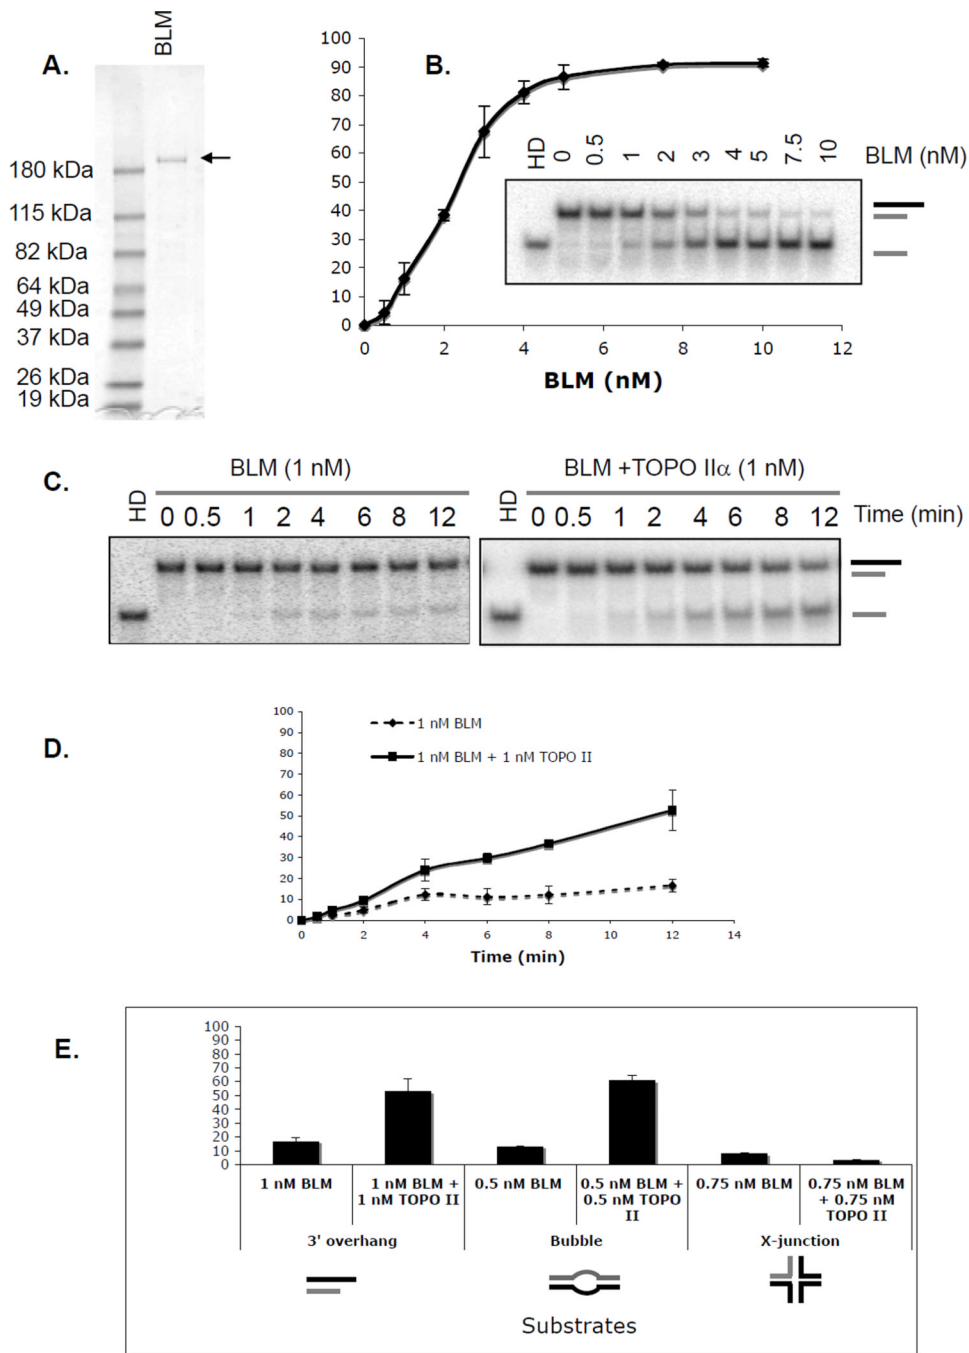 A.
BLM
180 kDa
115 kDa
82 kDa
64 kDa
49 kDa
37 kDa
26 kDa
19 kDa
B.
100
90
80
70
60
50
40
30
20
10
0
0 2 4 6 8 10 12
BLM (nM)
HD 0 0.5 1 2 3 4 5 7.5 10 BLM (nM)
C.
BLM (1 nM)
HD 0 0.5 1 2 4 6 8 12
BLM +TOPO IIα (1 nM)
HD 0 0.5 1 2 4 6 8 12 Time (min)
D.
100
90
80
70
60
50
40
30
20
10
0
1 nM BLM
1 nM BLM + 1 nM TOPO II
0 2 4 6 8 10 12 14
Time (min)
E.
100
90
80
70
60
50
40
30
20
10
0
1 nM BLM
1 nM BLM +
1 nM TOPO II
0.5 nM BLM
0.5 nM BLM +
0.5 nM TOPO
II
0.75 nM BLM
0.75 nM BLM
+ 0.75 nM
TOPO II
3' overhang
Bubble
X-junction
Substrates